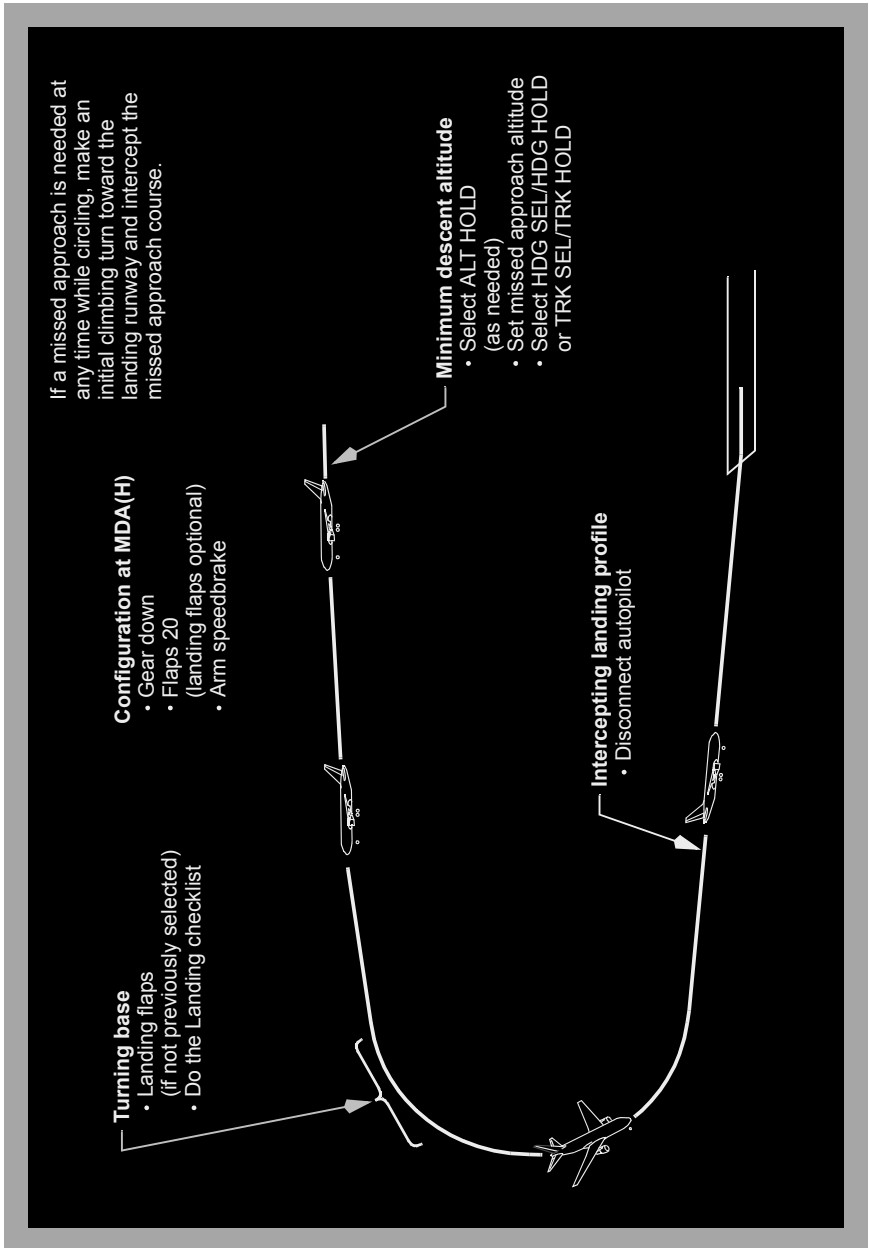 If a missed approach is needed at
any time while circling, make an
initial climbing turn toward the
landing runway and intercept the
missed approach course.
Turning base
• Landing flaps
(if not previously selected)
• Do the Landing checklist
Configuration at MDA(H)
• Gear down
• Flaps 20
(landing flaps optional)
• Arm speedbrake
Minimum descent altitude
• Select ALT HOLD
(as needed)
• Set missed approach altitude
• Select HDG SEL/HDG HOLD
or TRK SEL/TRK HOLD
Intercepting landing profile
• Disconnect autopilot